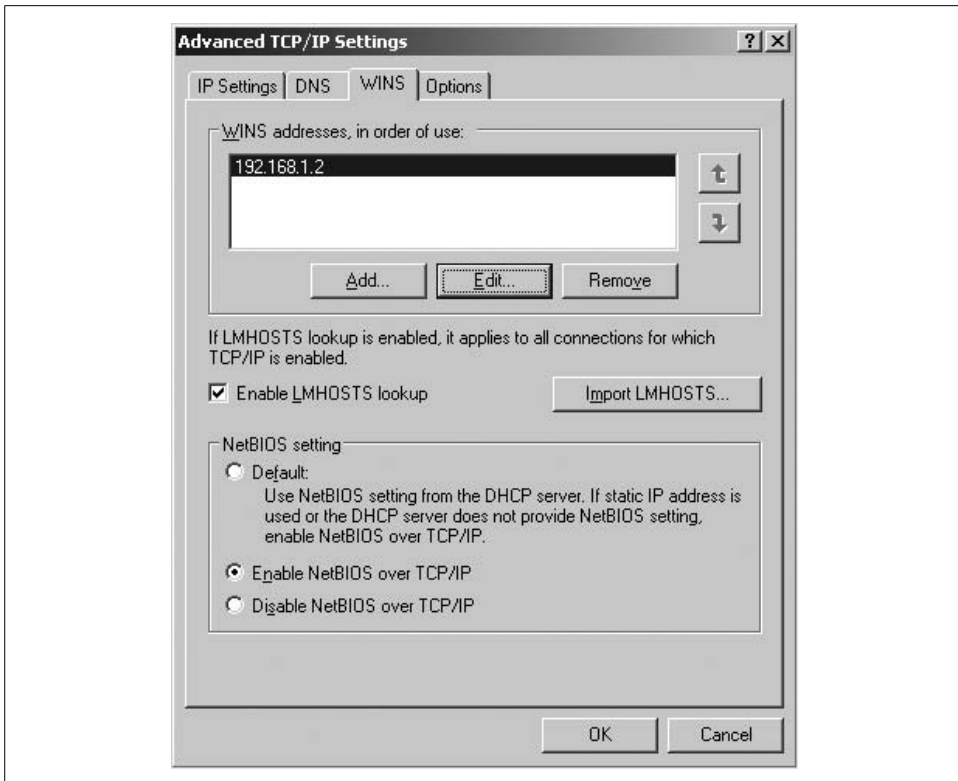 Advanced TCP/IP Settings
IP Settings DNS WINS Options
WINS addresses, in order of use:
192.168.1.2
Add... Edit... Remove
If LMHOSTS lookup is enabled, it applies to all connections for which
TCP/IP is enabled.
Enable LMHOSTS lookup Import LMHOSTS...
NetBIOS setting
Default:
Use NetBIOS setting from the DHCP server. If static IP address is
used or the DHCP server does not provide NetBIOS setting,
enable NetBIOS over TCP/IP.
Enable NetBIOS over TCP/IP
Disable NetBIOS over TCP/IP
OK Cancel